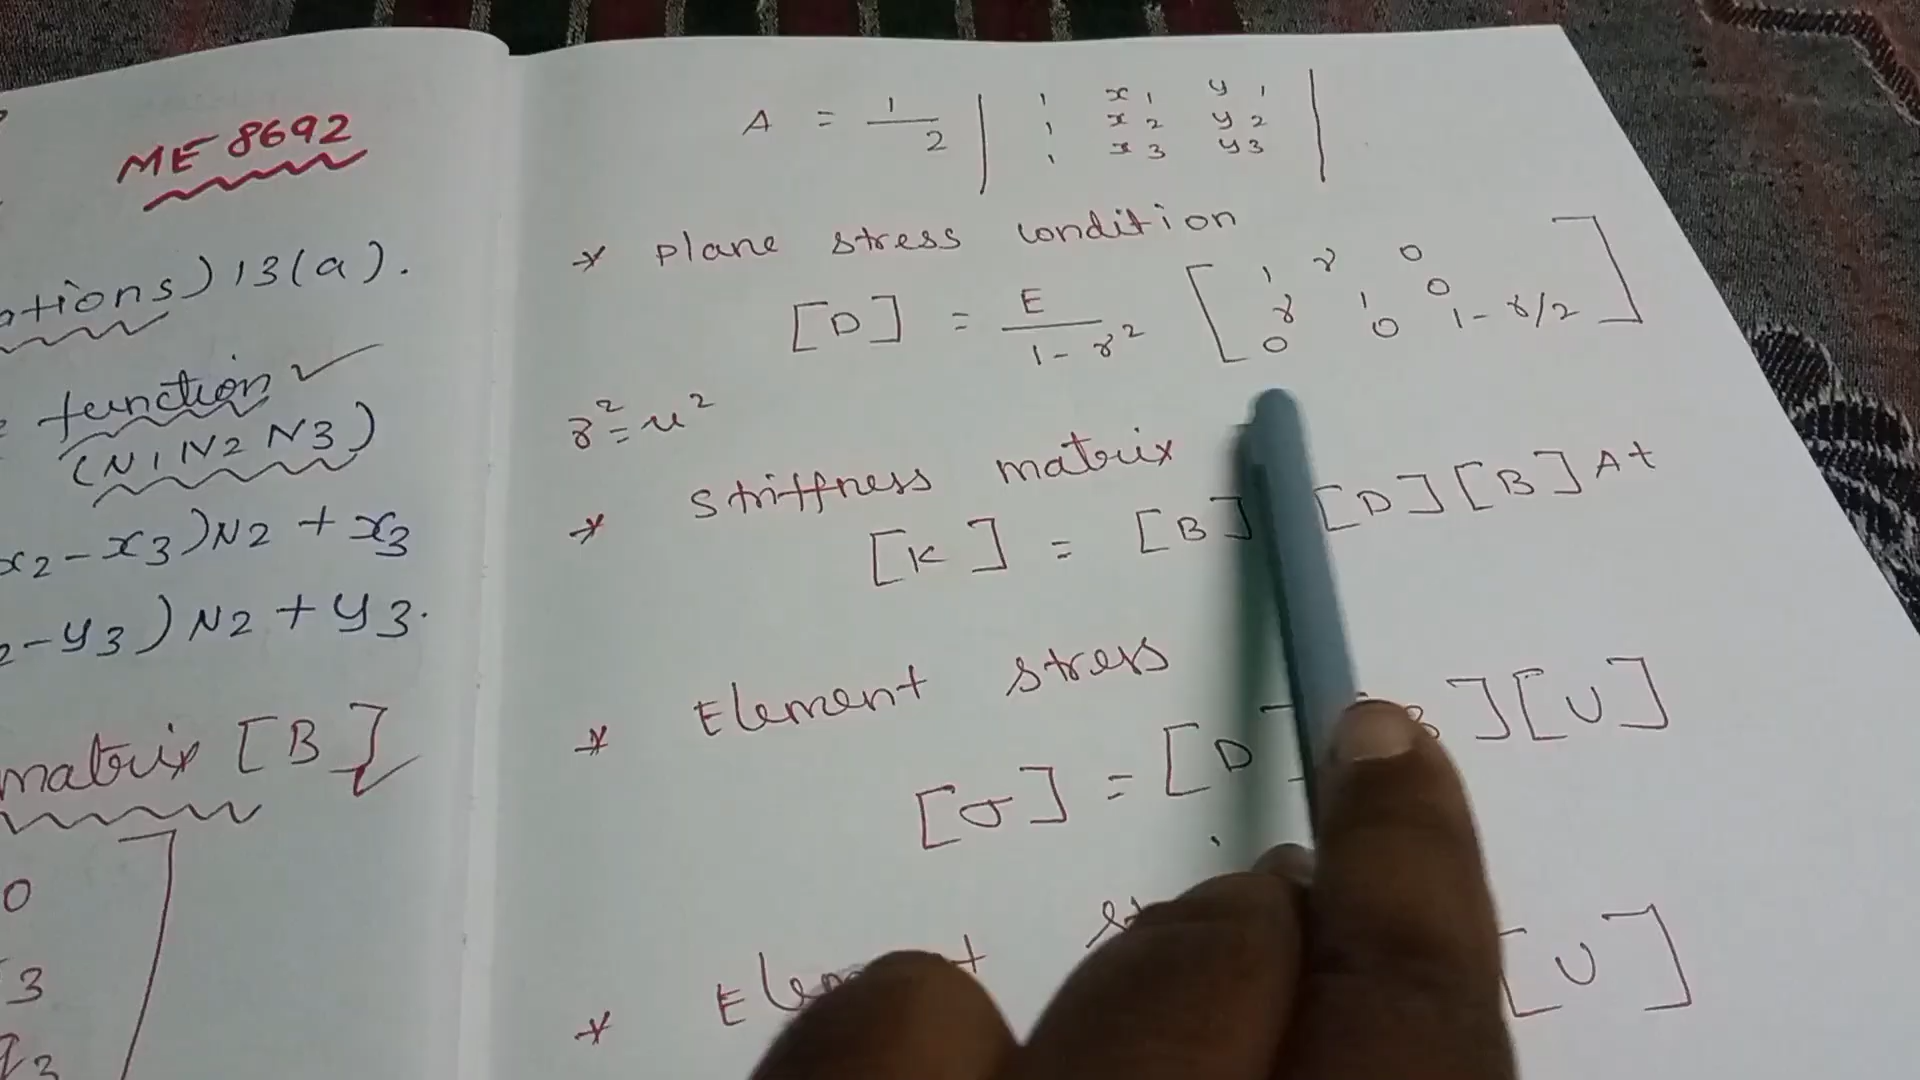 ME 8692
ations) 13(a).
function ✓
(N1 N2 N3)
x2-x3)N2 + x3
2-y3)N2 + y3.
matrix [B]
0
3
A = 1/2 | 1 x1 y1
1 x2 y2
1 x3 y3 |
* Plane stress condition
[D] = E/1-γ² [ 1 γ 0
γ 1 0
0 0 1-γ/2 ]
γ²=u²
* Stiffness matrix
[K] = [B] [D][B] At
* Element stress
[σ] = [D] B][U]
* Element
[U]